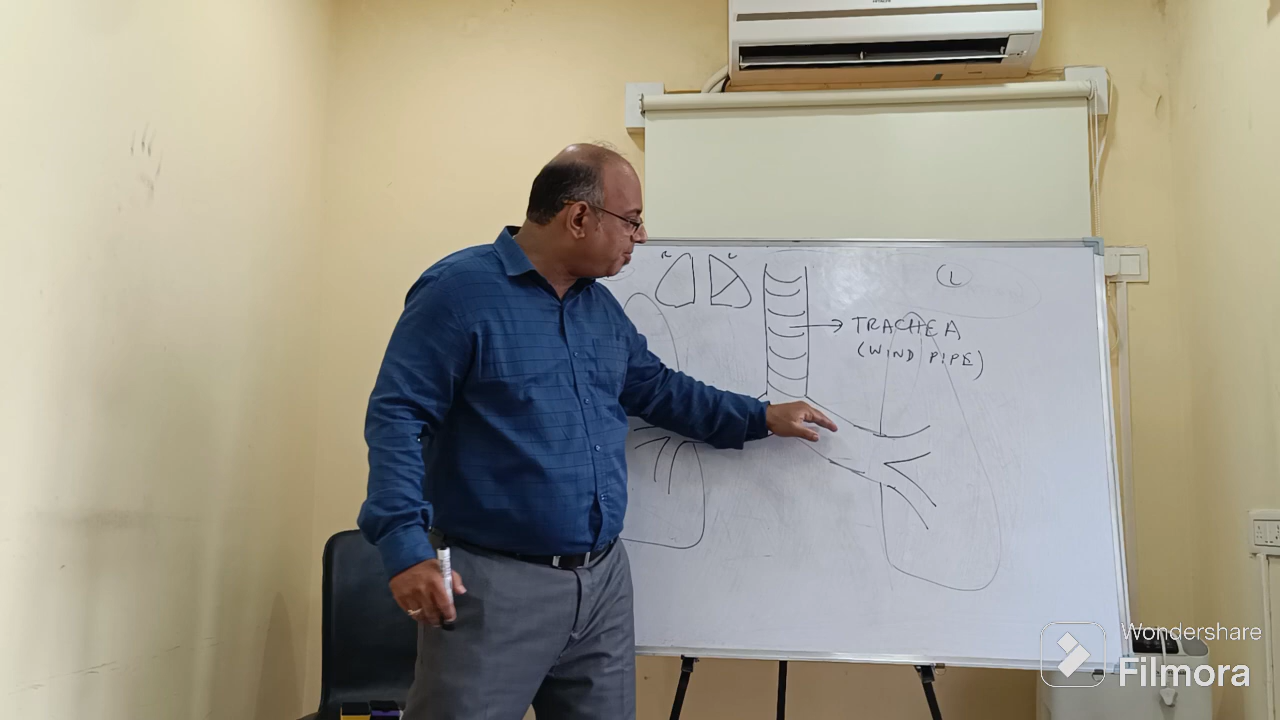 R L
L
TRACHEA
(WIND PIPE)
Wondershare
Filmora